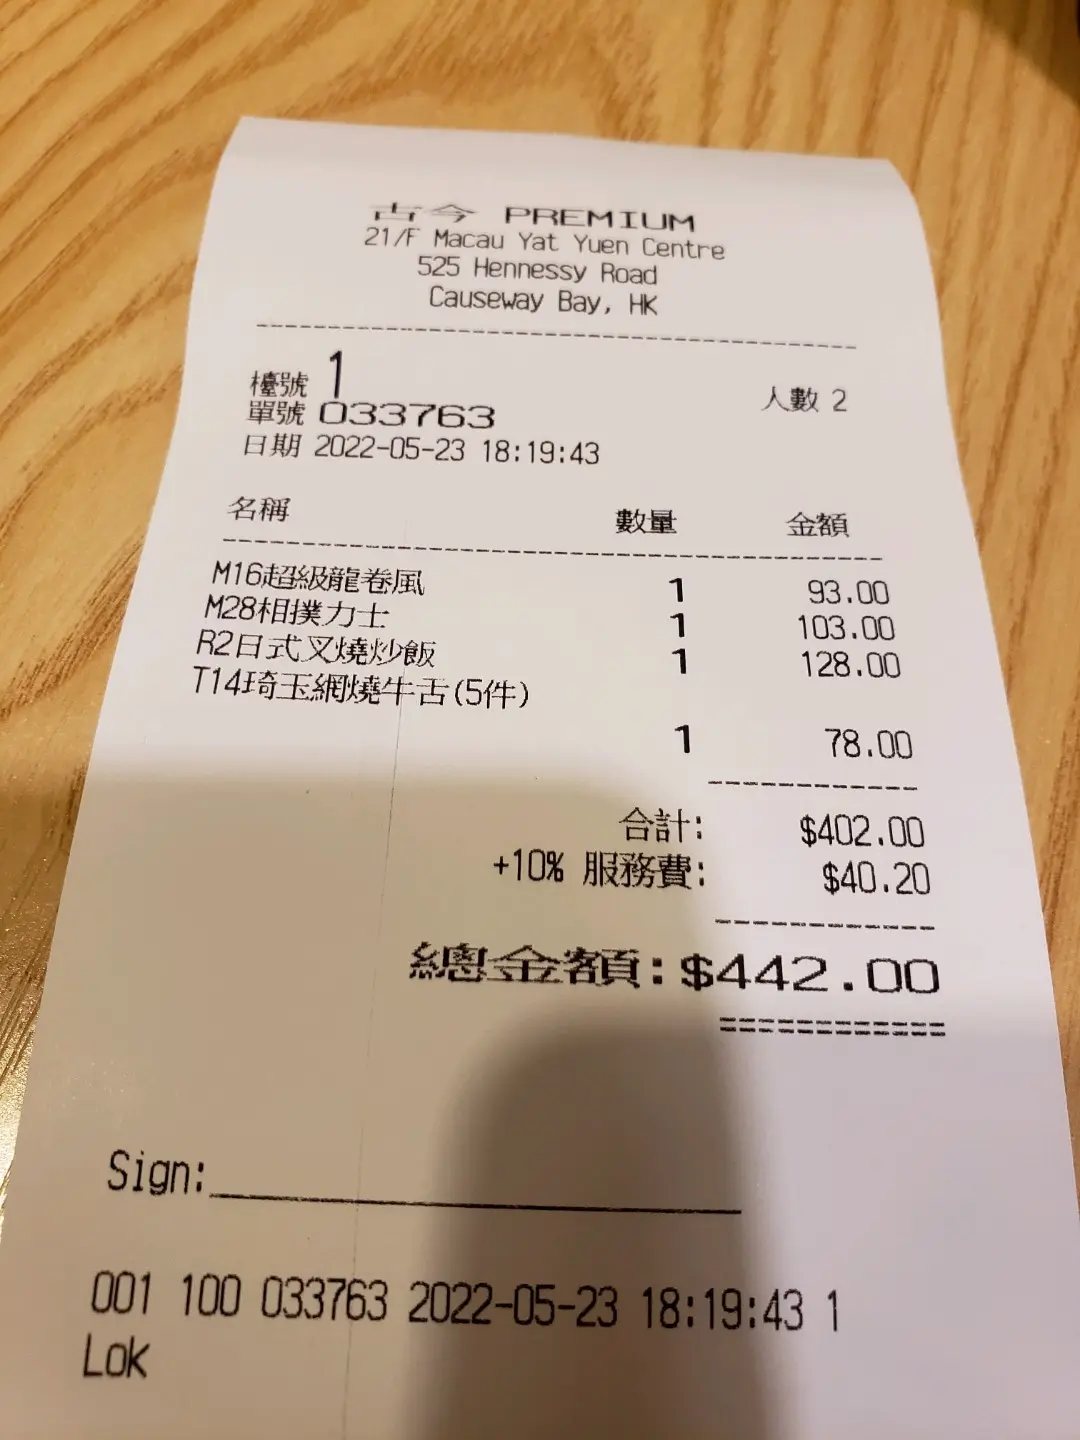 古今 PREMIUM
21/F Macau Yat Yuen Centre
525 Hennessy Road
Causeway Bay, HK
檯號 1 人數 2
單號 033763
日期 2022-05-23 18:19:43
名稱 數量 金額
M16超級龍卷風 1 93.00
M28相撲力士 1 103.00
R2日式叉燒炒飯 1 128.00
T14琦玉網燒牛舌(5件)
1 78.00
合計: $402.00
+10% 服務費: $40.20
總金額:$442.00
Sign:
001 100 033763 2022-05-23 18:19:43 1
Lok